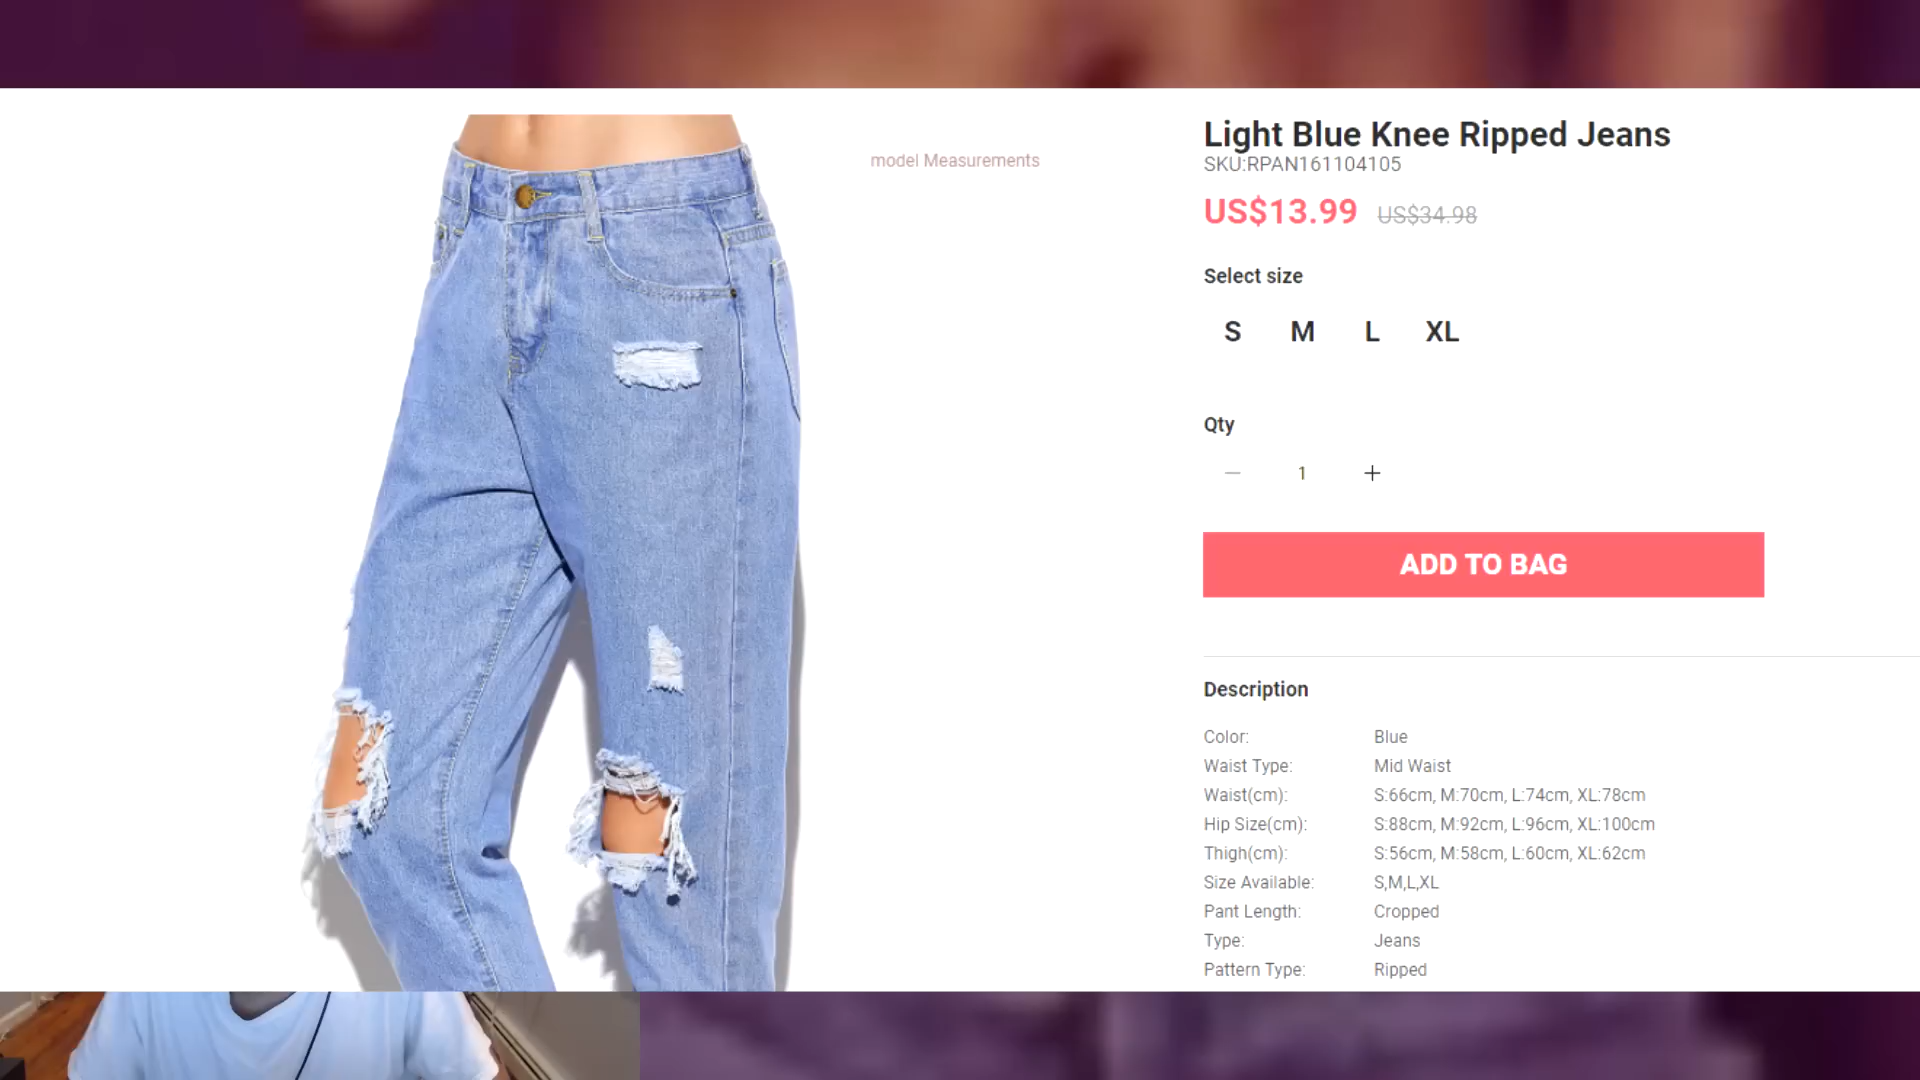 model Measurements
Light Blue Knee Ripped Jeans
SKU:RPAN161104105
US$13.99 US$34.98
Select size
S M L XL
Qty
— 1 +
ADD TO BAG
Description
Color: Blue
Waist Type: Mid Waist
Waist(cm): S:66cm, M:70cm, L:74cm, XL:78cm
Hip Size(cm): S:88cm, M:92cm, L:96cm, XL:100cm
Thigh(cm): S:56cm, M:58cm, L:60cm, XL:62cm
Size Available: S,M,L,XL
Pant Length: Cropped
Type: Jeans
Pattern Type: Ripped